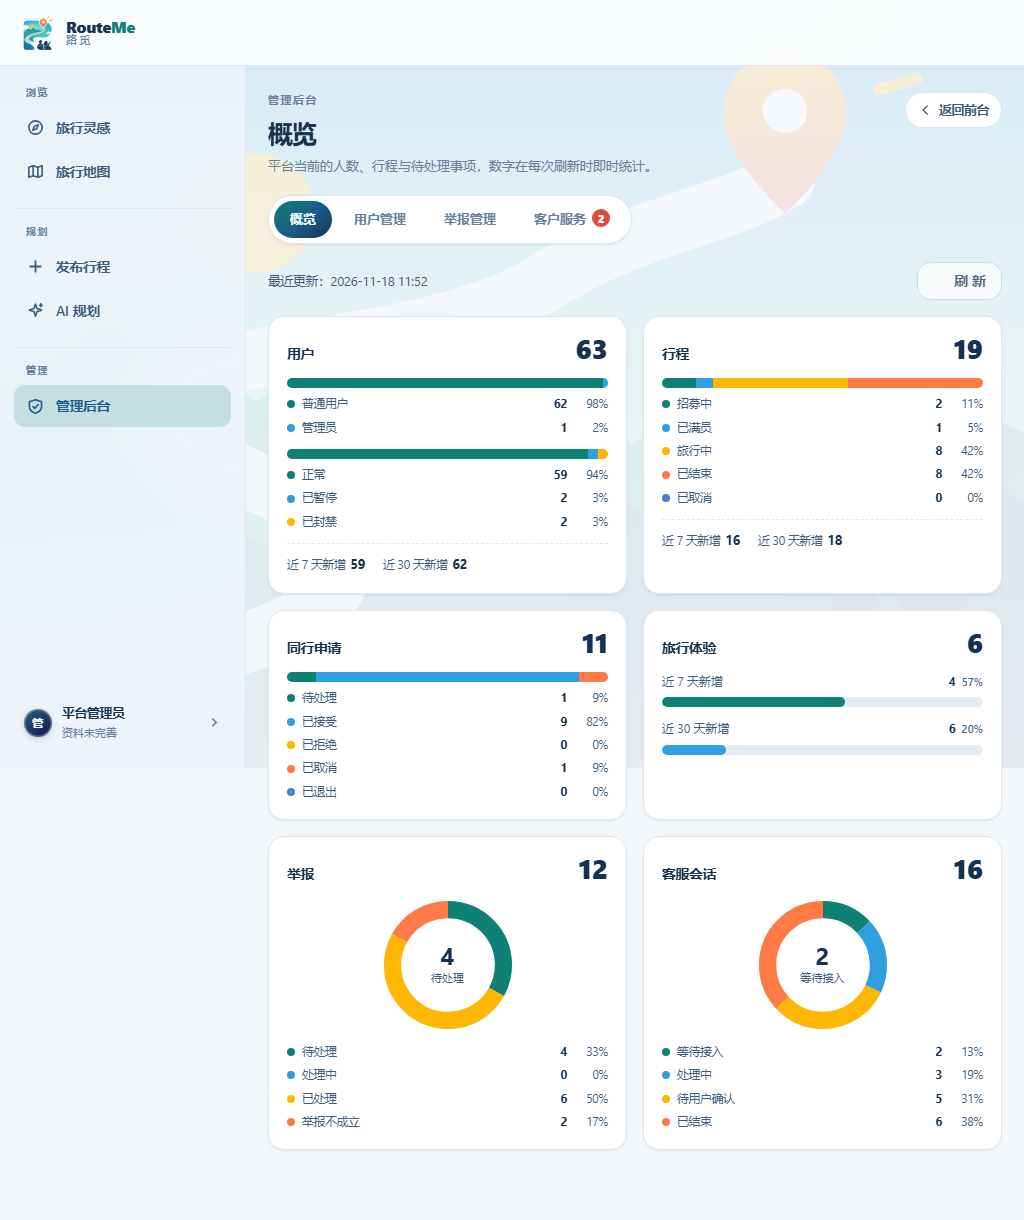 RouteMe
路觅
浏览
旅行灵感
旅行地图
规划
发布行程
AI 规划
管理
管理后台
管
平台管理员
资料未完善
管理后台
概览
平台当前的人数、行程与待处理事项，数字在每次刷新时即时统计。
返回前台
概览 用户管理 举报管理 客户服务 2
最近更新：2026-11-18 11:52
刷 新
用户 63
普通用户 62 98%
管理员 1 2%
正常 59 94%
已暂停 2 3%
已封禁 2 3%
近 7 天新增 59 近 30 天新增 62
行程 19
招募中 2 11%
已满员 1 5%
旅行中 8 42%
已结束 8 42%
已取消 0 0%
近 7 天新增 16 近 30 天新增 18
同行申请 11
待处理 1 9%
已接受 9 82%
已拒绝 0 0%
已取消 1 9%
已退出 0 0%
旅行体验 6
近 7 天新增 4 57%
近 30 天新增 6 20%
举报 12
4
待处理
待处理 4 33%
处理中 0 0%
已处理 6 50%
举报不成立 2 17%
客服会话 16
2
等待接入
等待接入 2 13%
处理中 3 19%
待用户确认 5 31%
已结束 6 38%